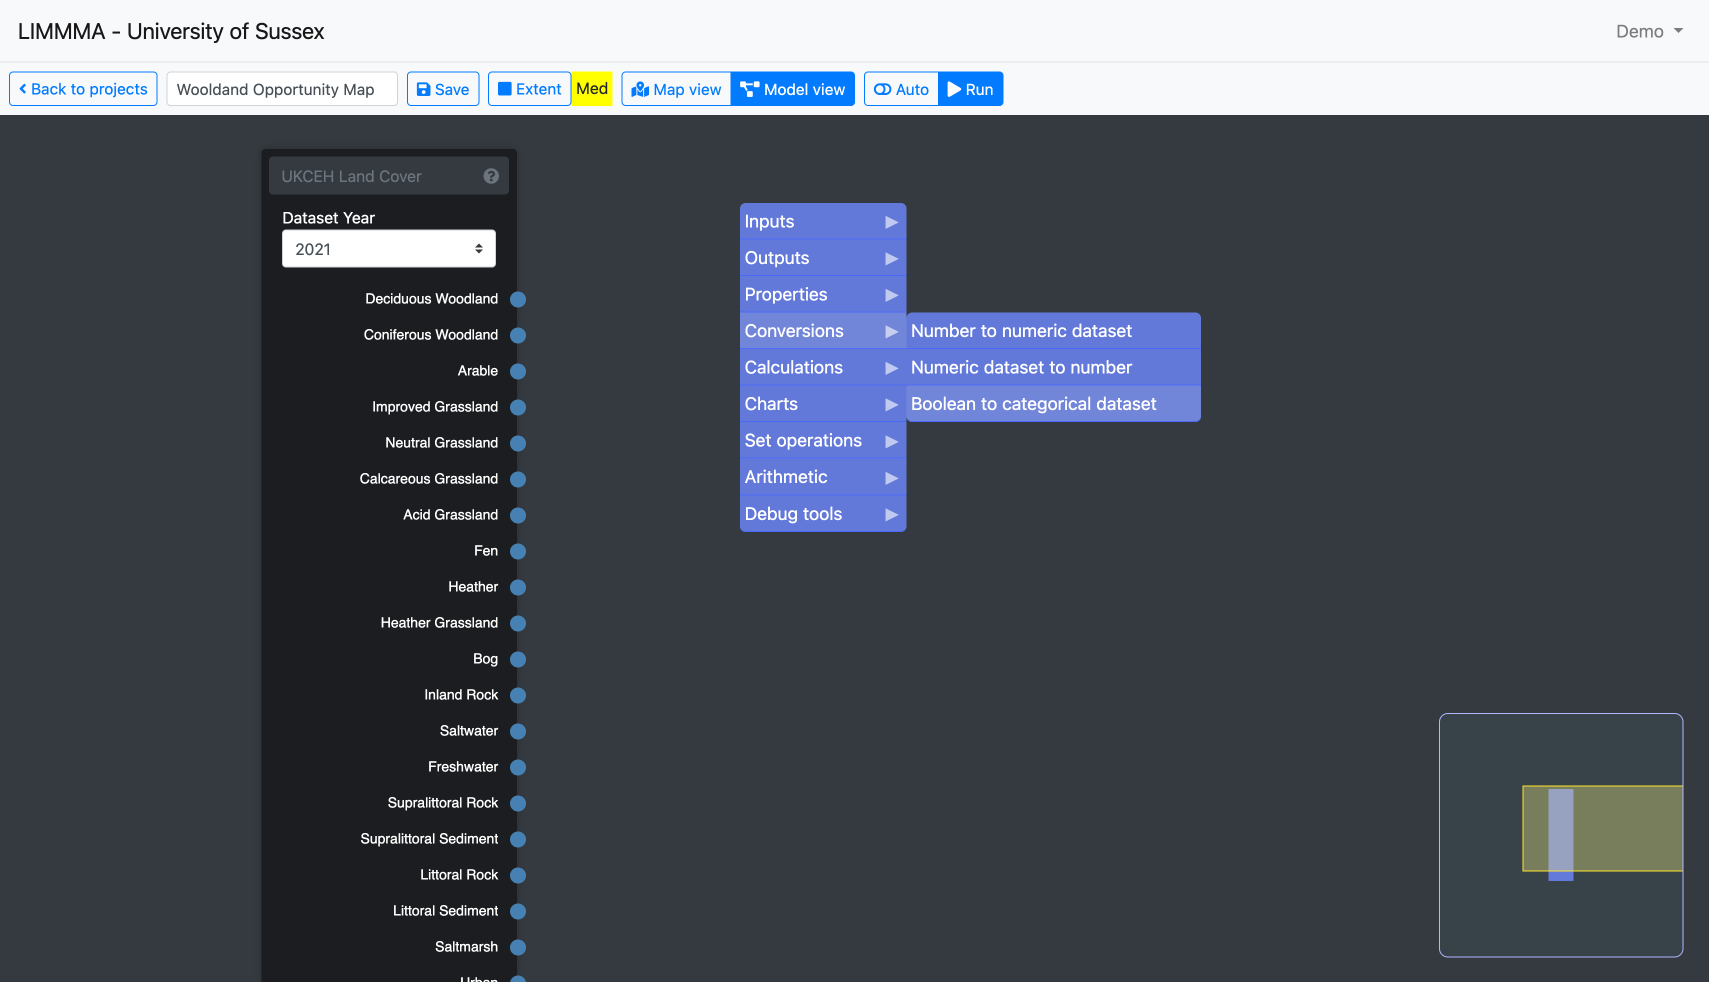 LIMMMA - University of Sussex
Demo
Back to projects
Wooldand Opportunity Map
Save
Extent
Med
Map view
Model view
Auto
Run
UKCEH Land Cover
Dataset Year
2021
Deciduous Woodland
Coniferous Woodland
Arable
Improved Grassland
Neutral Grassland
Calcareous Grassland
Acid Grassland
Fen
Heather
Heather Grassland
Bog
Inland Rock
Saltwater
Freshwater
Supralittoral Rock
Supralittoral Sediment
Littoral Rock
Littoral Sediment
Saltmarsh
Urban
Inputs
Outputs
Properties
Conversions
Calculations
Charts
Set operations
Arithmetic
Debug tools
Number to numeric dataset
Numeric dataset to number
Boolean to categorical dataset